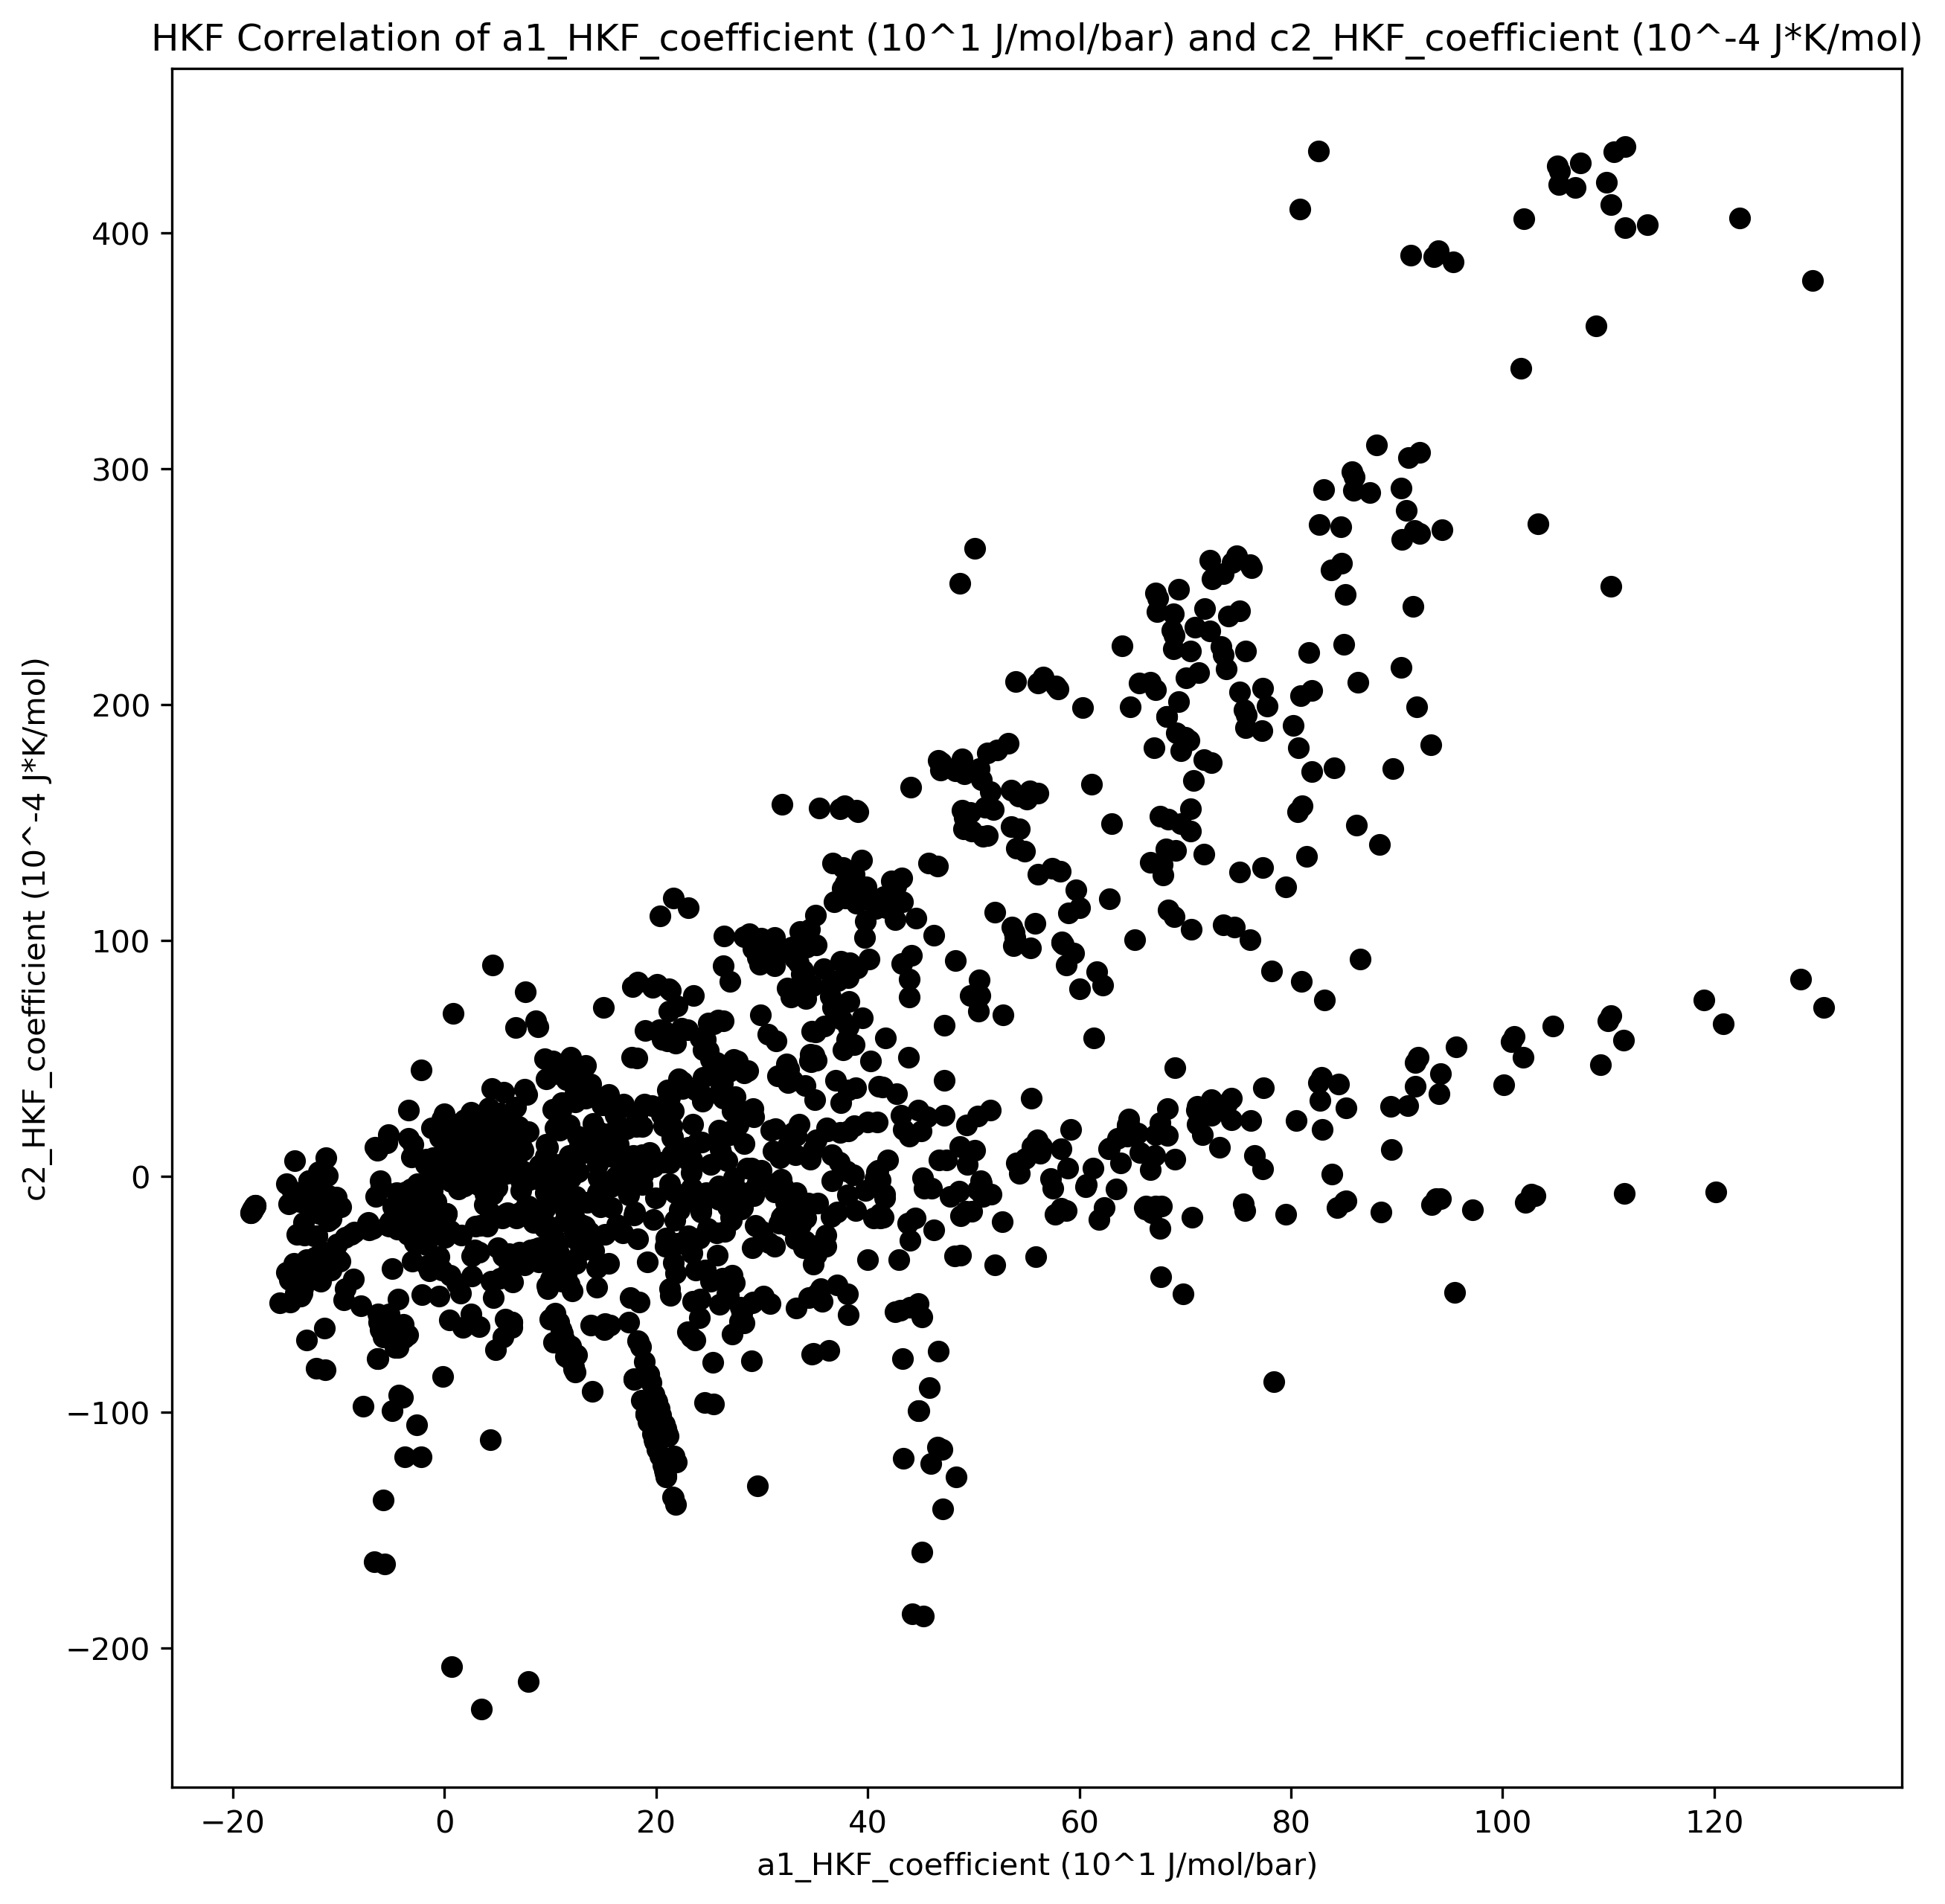 HKF Correlation of a1_HKF_coefficient (10^1 J/mol/bar) and c2_HKF_coefficient (10^-4 J*K/mol)
c2_HKF_coefficient (10^-4 J*K/mol)
400
300
200
100
0
−100
−200
−20 0 20 40 60 80 100 120
a1_HKF_coefficient (10^1 J/mol/bar)